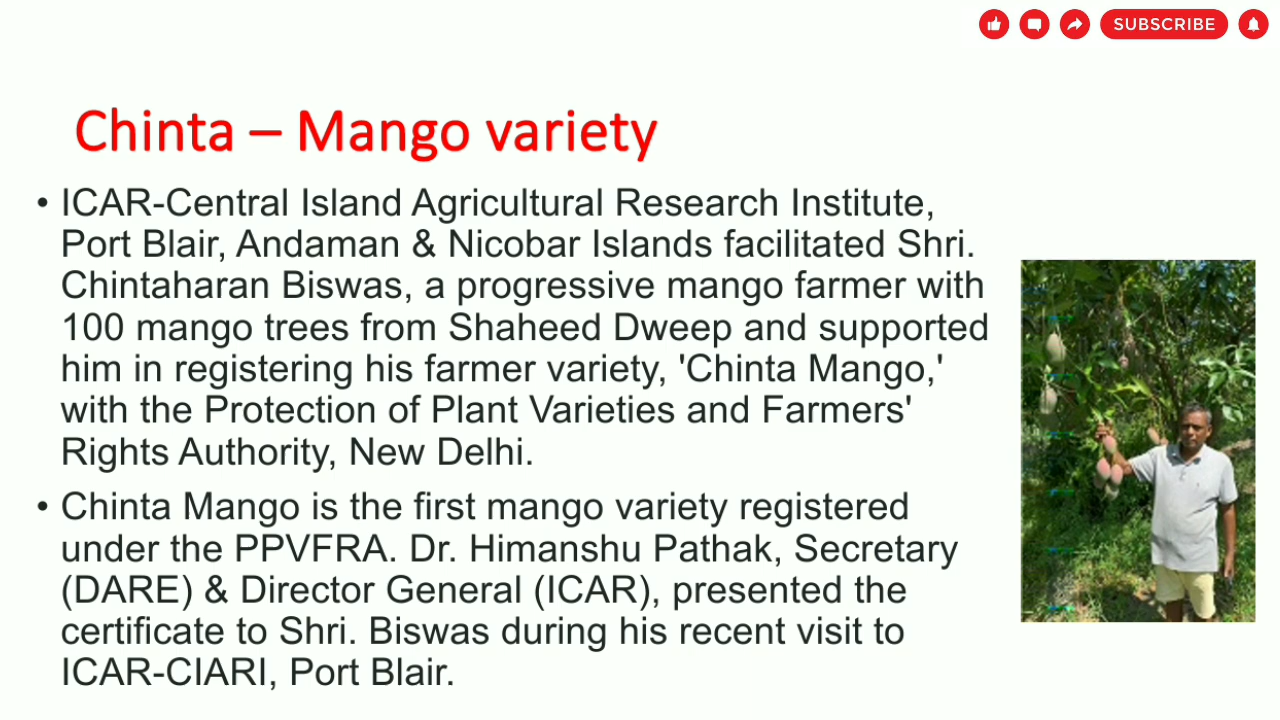 SUBSCRIBE
Chinta – Mango variety
• ICAR-Central Island Agricultural Research Institute,
Port Blair, Andaman & Nicobar Islands facilitated Shri.
Chintaharan Biswas, a progressive mango farmer with
100 mango trees from Shaheed Dweep and supported
him in registering his farmer variety, 'Chinta Mango,'
with the Protection of Plant Varieties and Farmers'
Rights Authority, New Delhi.
• Chinta Mango is the first mango variety registered
under the PPVFRA. Dr. Himanshu Pathak, Secretary
(DARE) & Director General (ICAR), presented the
certificate to Shri. Biswas during his recent visit to
ICAR-CIARI, Port Blair.